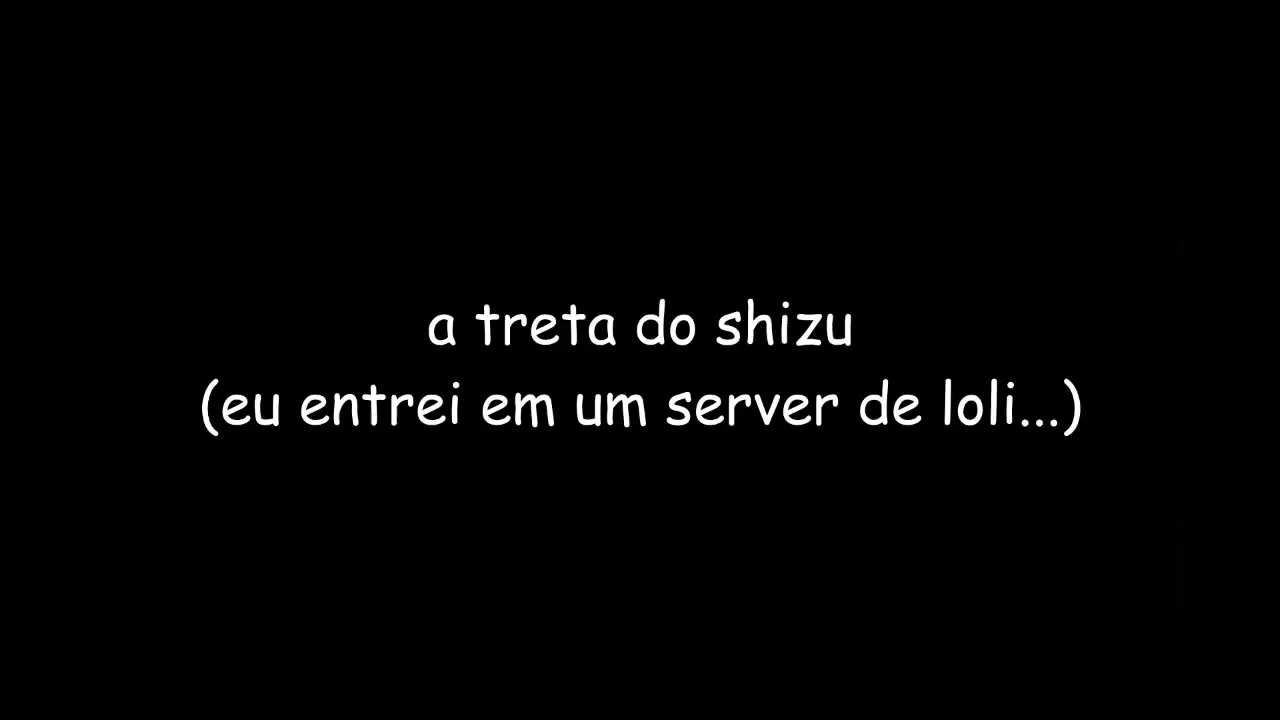 a treta do shizu
(eu entrei em um server de loli...)